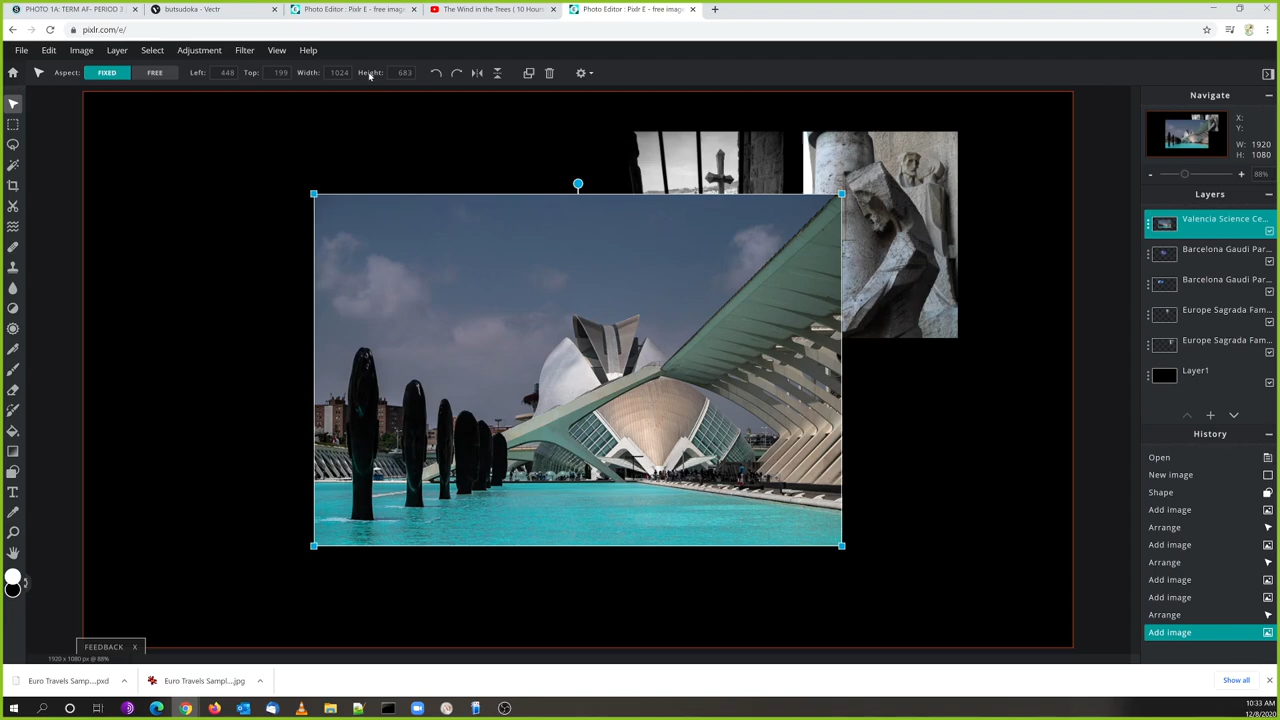 PHOTO 1A: TERM AF- PERIOD 3
butsudoka - Vectr
Photo Editor : Pixlr E - free imag
The Wind in the Trees ( 10 Hours
Photo Editor : Pixlr E - free imag
pixlr.com/e/
File Edit Image Layer Select Adjustment Filter View Help
Aspect: FIXED FREE Left: 448 Top: 199 Width: 1024 Height: 683
Navigate
X:
Y:
W: 1920
H: 1080
88%
Layers
Valencia Science Ce...
Barcelona Gaudi Par...
Barcelona Gaudi Par...
Europe Sagrada Fam...
Europe Sagrada Fam...
Layer1
History
Open
New image
Shape
Add image
Arrange
Add image
Arrange
Add image
Add image
Arrange
Add image
FEEDBACK X
1920 x 1080 px @ 88%
Euro Travels Samp....pxd
Euro Travels Sampl....jpg
Show all
10:33 AM
12/8/2020